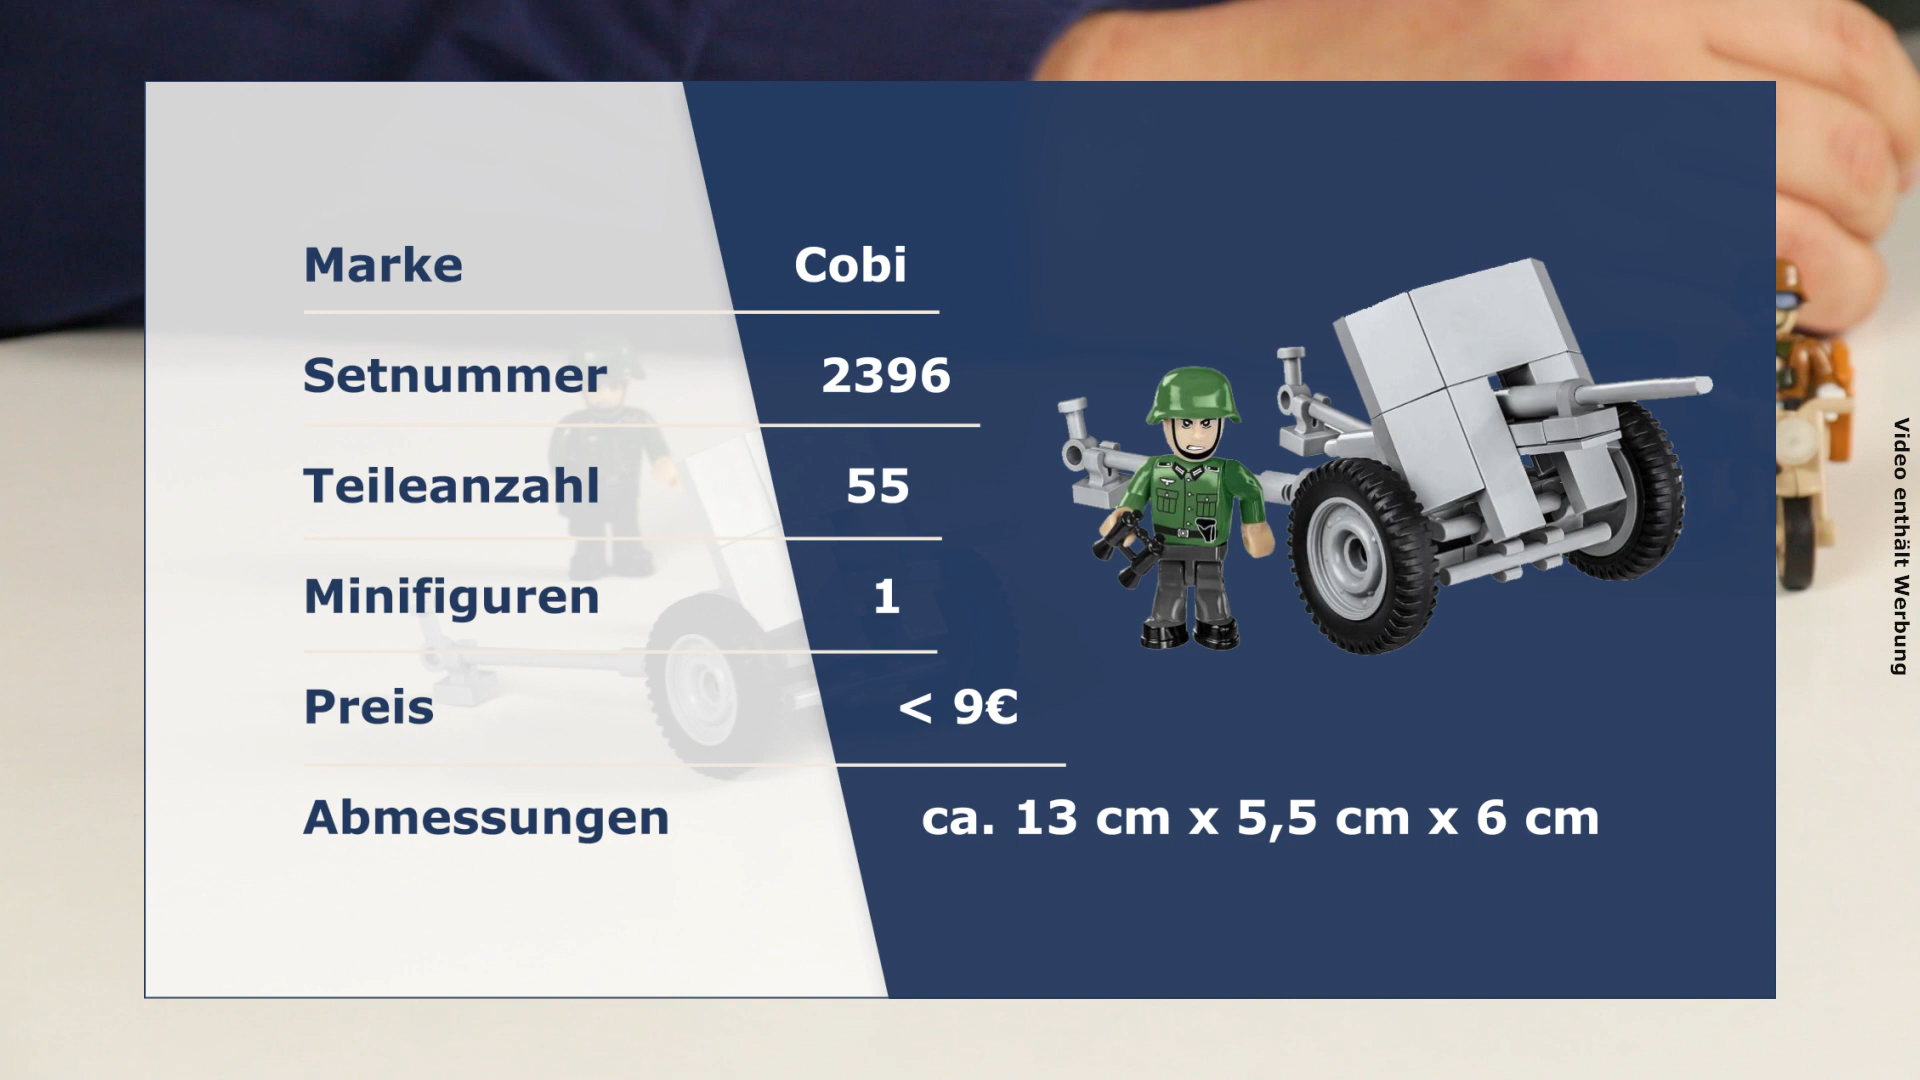 Marke Cobi
Setnummer 2396
Teileanzahl 55
Minifiguren 1
Preis < 9€
Abmessungen ca. 13 cm x 5,5 cm x 6 cm
Video enthält Werbung